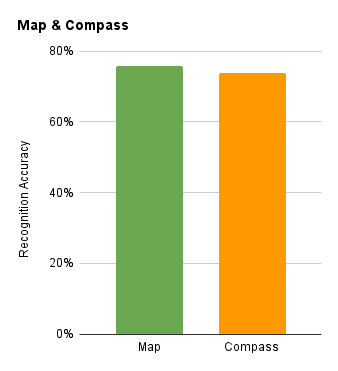 Map & Compass
Recognition Accuracy
80%
60%
40%
20%
0%
Map
Compass